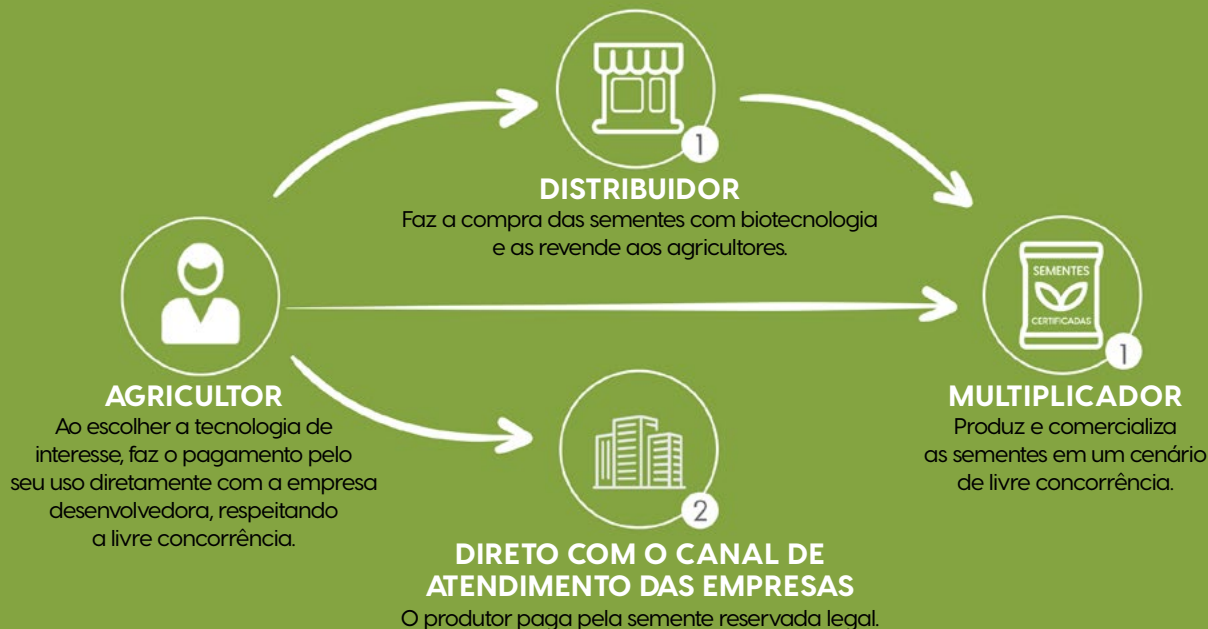 1
DISTRIBUIDOR
Faz a compra das sementes com biotecnologia
e as revende aos agricultores.
AGRICULTOR
Ao escolher a tecnologia de
interesse, faz o pagamento pelo
seu uso diretamente com a empresa
desenvolvedora, respeitando
a livre concorrência.
SEMENTES
CERTIFICADAS
1
MULTIPLICADOR
Produz e comercializa
as sementes em um cenário
de livre concorrência.
2
DIRETO COM O CANAL DE
ATENDIMENTO DAS EMPRESAS
O produtor paga pela semente reservada legal.